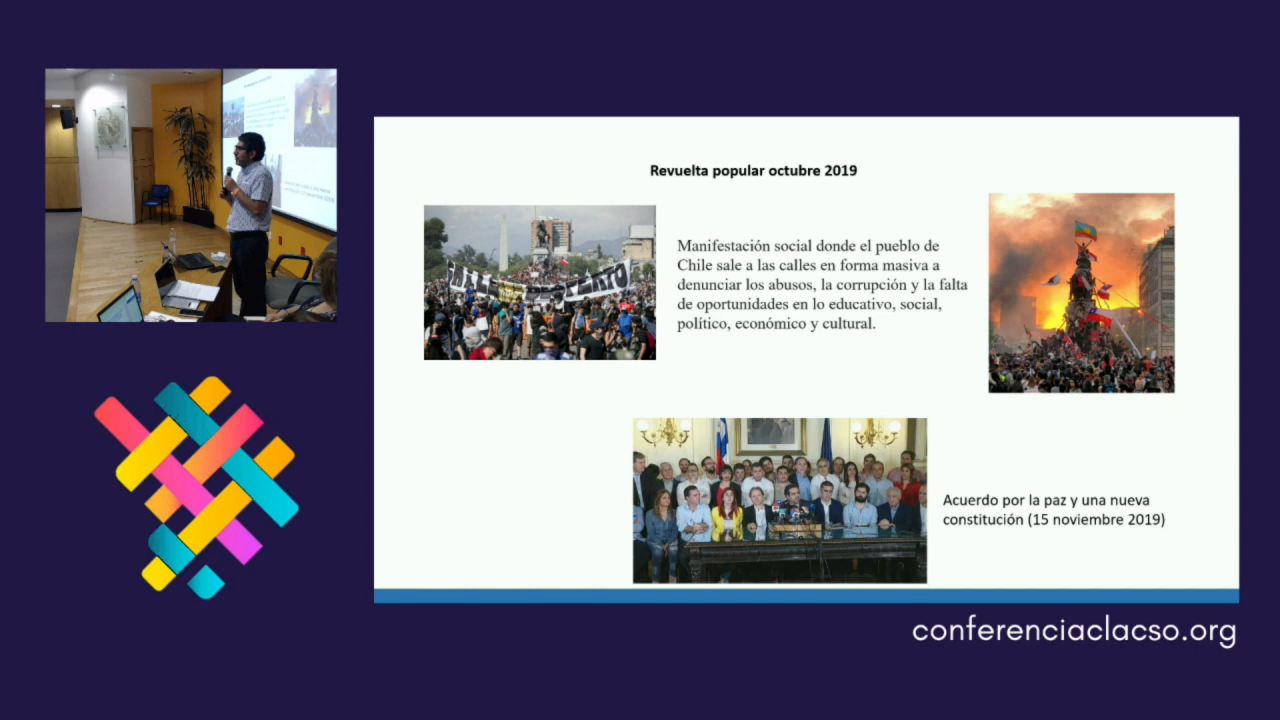 Revuelta popular octubre 2019
Manifestación social donde el pueblo de
Chile sale a las calles en forma masiva a
denunciar los abusos, la corrupción y la falta
de oportunidades en lo educativo, social,
político, económico y cultural.
Acuerdo por la paz y una nueva
constitución (15 noviembre 2019)
conferenciaclacso.org